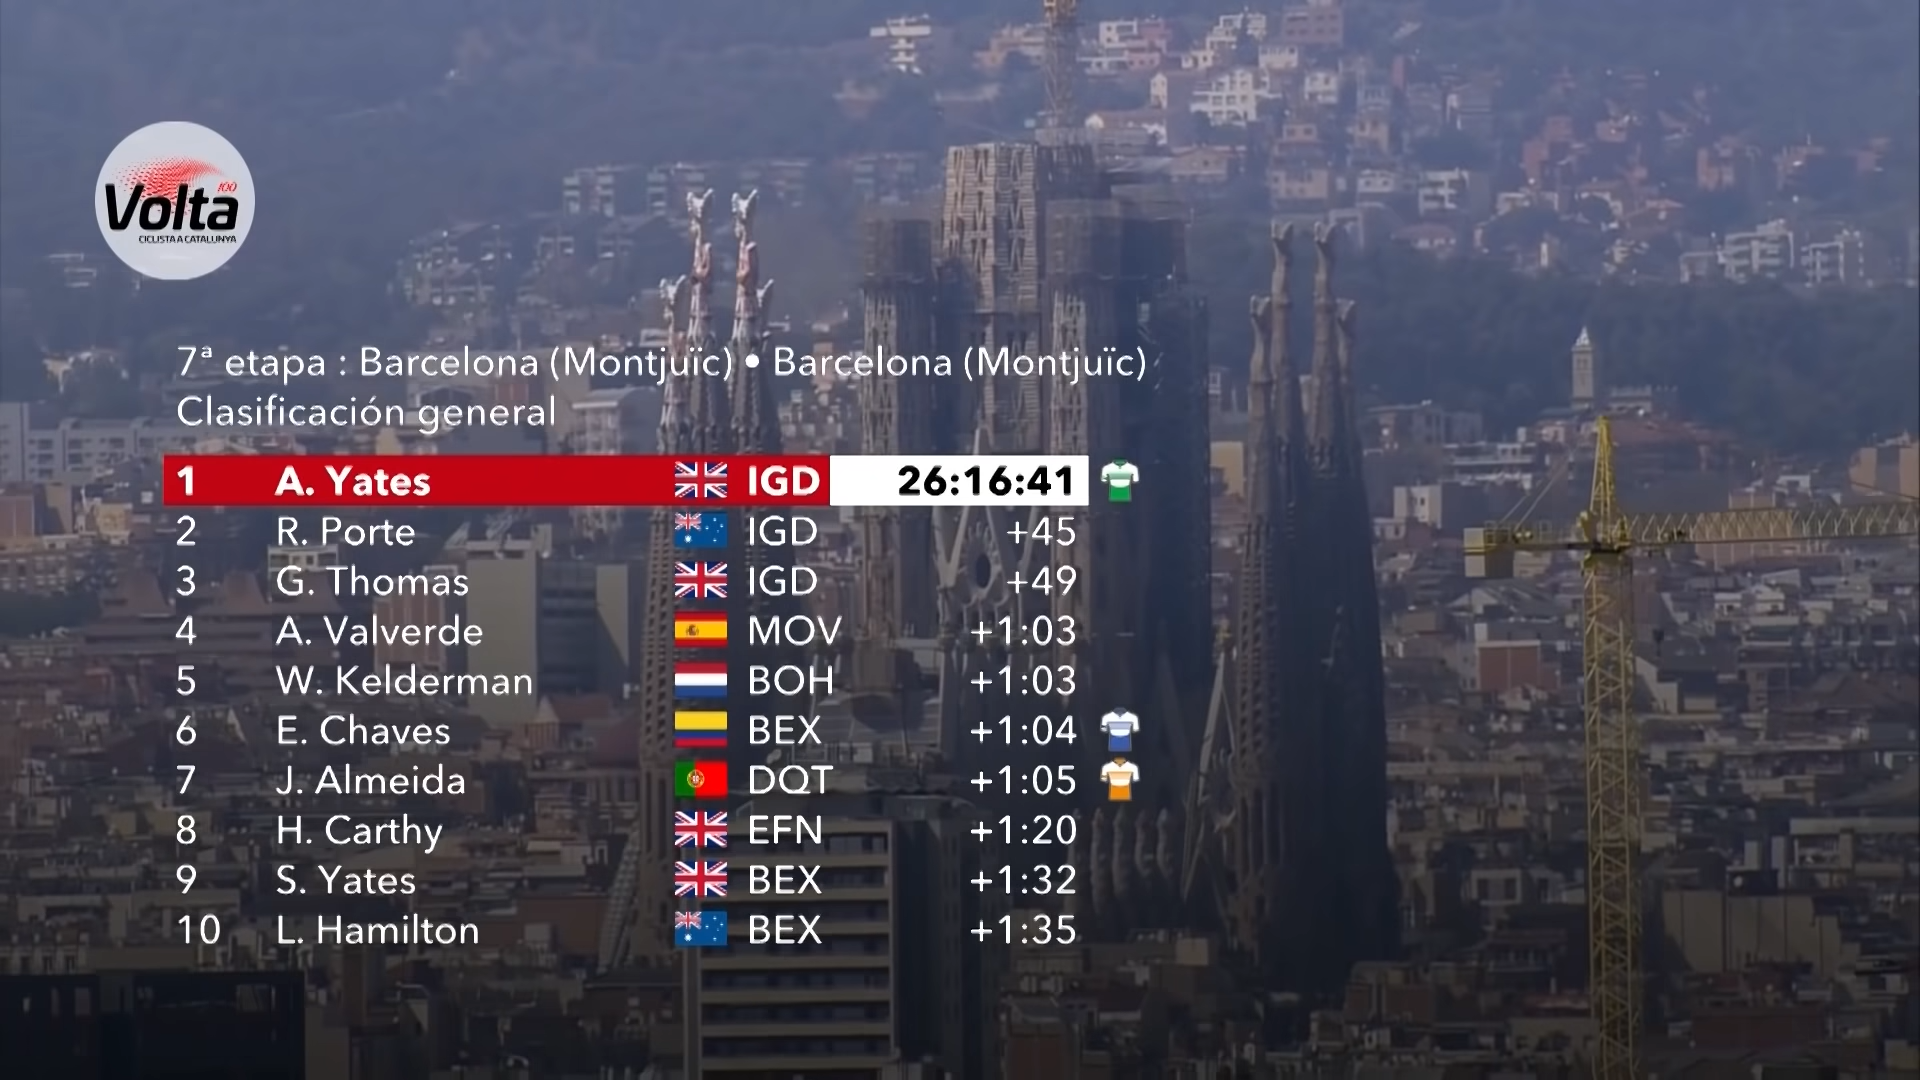 Volta 100
CICLISTA A CATALUNYA
7ª etapa : Barcelona (Montjuïc) • Barcelona (Montjuïc)
Clasificación general
1 A. Yates IGD 26:16:41
2 R. Porte IGD +45
3 G. Thomas IGD +49
4 A. Valverde MOV +1:03
5 W. Kelderman BOH +1:03
6 E. Chaves BEX +1:04
7 J. Almeida DQT +1:05
8 H. Carthy EFN +1:20
9 S. Yates BEX +1:32
10 L. Hamilton BEX +1:35